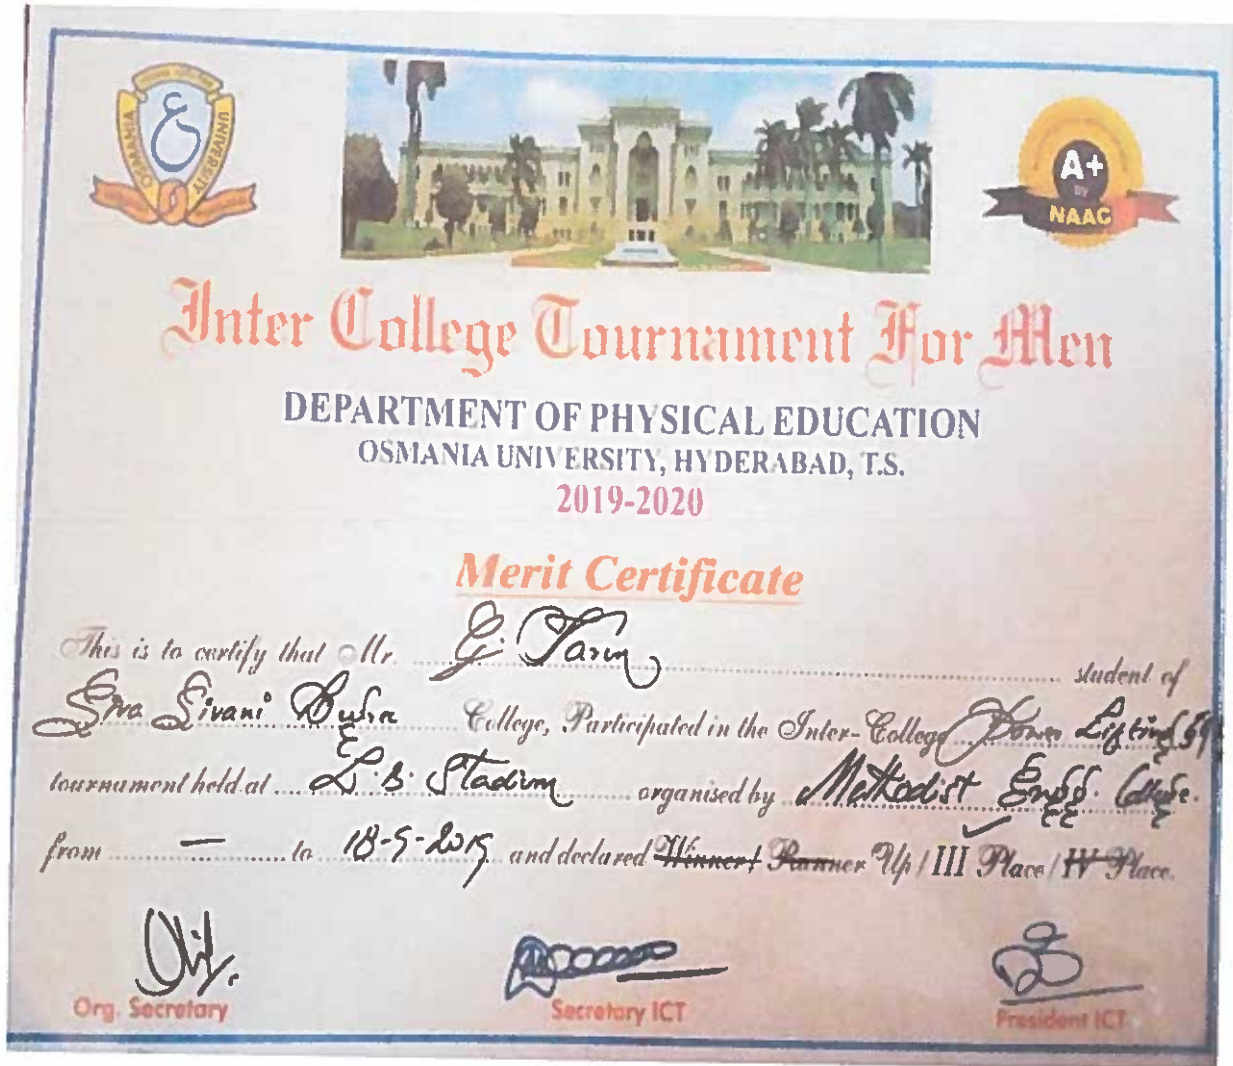 OSMANIA UNIVERSITY
A+
by
NAAC
Inter College Tournament For Men
DEPARTMENT OF PHYSICAL EDUCATION
OSMANIA UNIVERSITY, HYDERABAD, T.S.
2019-2020
Merit Certificate
This is to certify that Mr. G. Tarun student of
Sivani College, Participated in the Inter-College Power Lifting
tournament held at L.B. Stadium organised by Methodist Engg. College.
from — to 18-9-2019 and declared Winner / Runner Up / III Place / IV Place.
Org. Secretary
Secretary ICT
President ICT